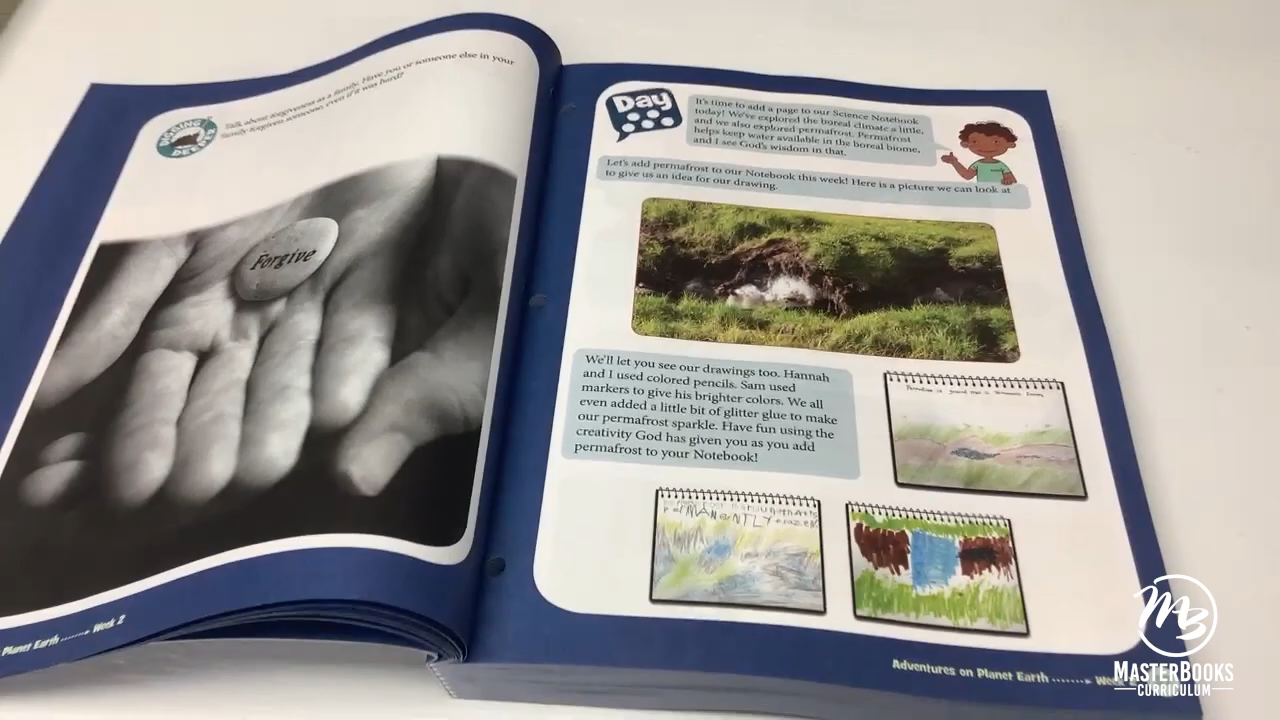 DIGGING DEEPER
Talk about forgiveness as a family. Have you or someone else in your
family forgiven someone, even if it was hard?
Forgive
Planet Earth ....... Week 2
Day
It's time to add a page to our Science Notebook
today! We've explored the boreal climate a little,
and we also explored permafrost. Permafrost
helps keep water available in the boreal biome,
and I see God's wisdom in that.
Let's add permafrost to our Notebook this week! Here is a picture we can look at
to give us an idea for our drawing.
We'll let you see our drawings too. Hannah
and I used colored pencils. Sam used
markers to give his brighter colors. We all
even added a little bit of glitter glue to make
our permafrost sparkle. Have fun using the
creativity God has given you as you add
permafrost to your Notebook!
Adventures on Planet Earth ....... Week
MB
MASTERBOOKS
CURRICULUM